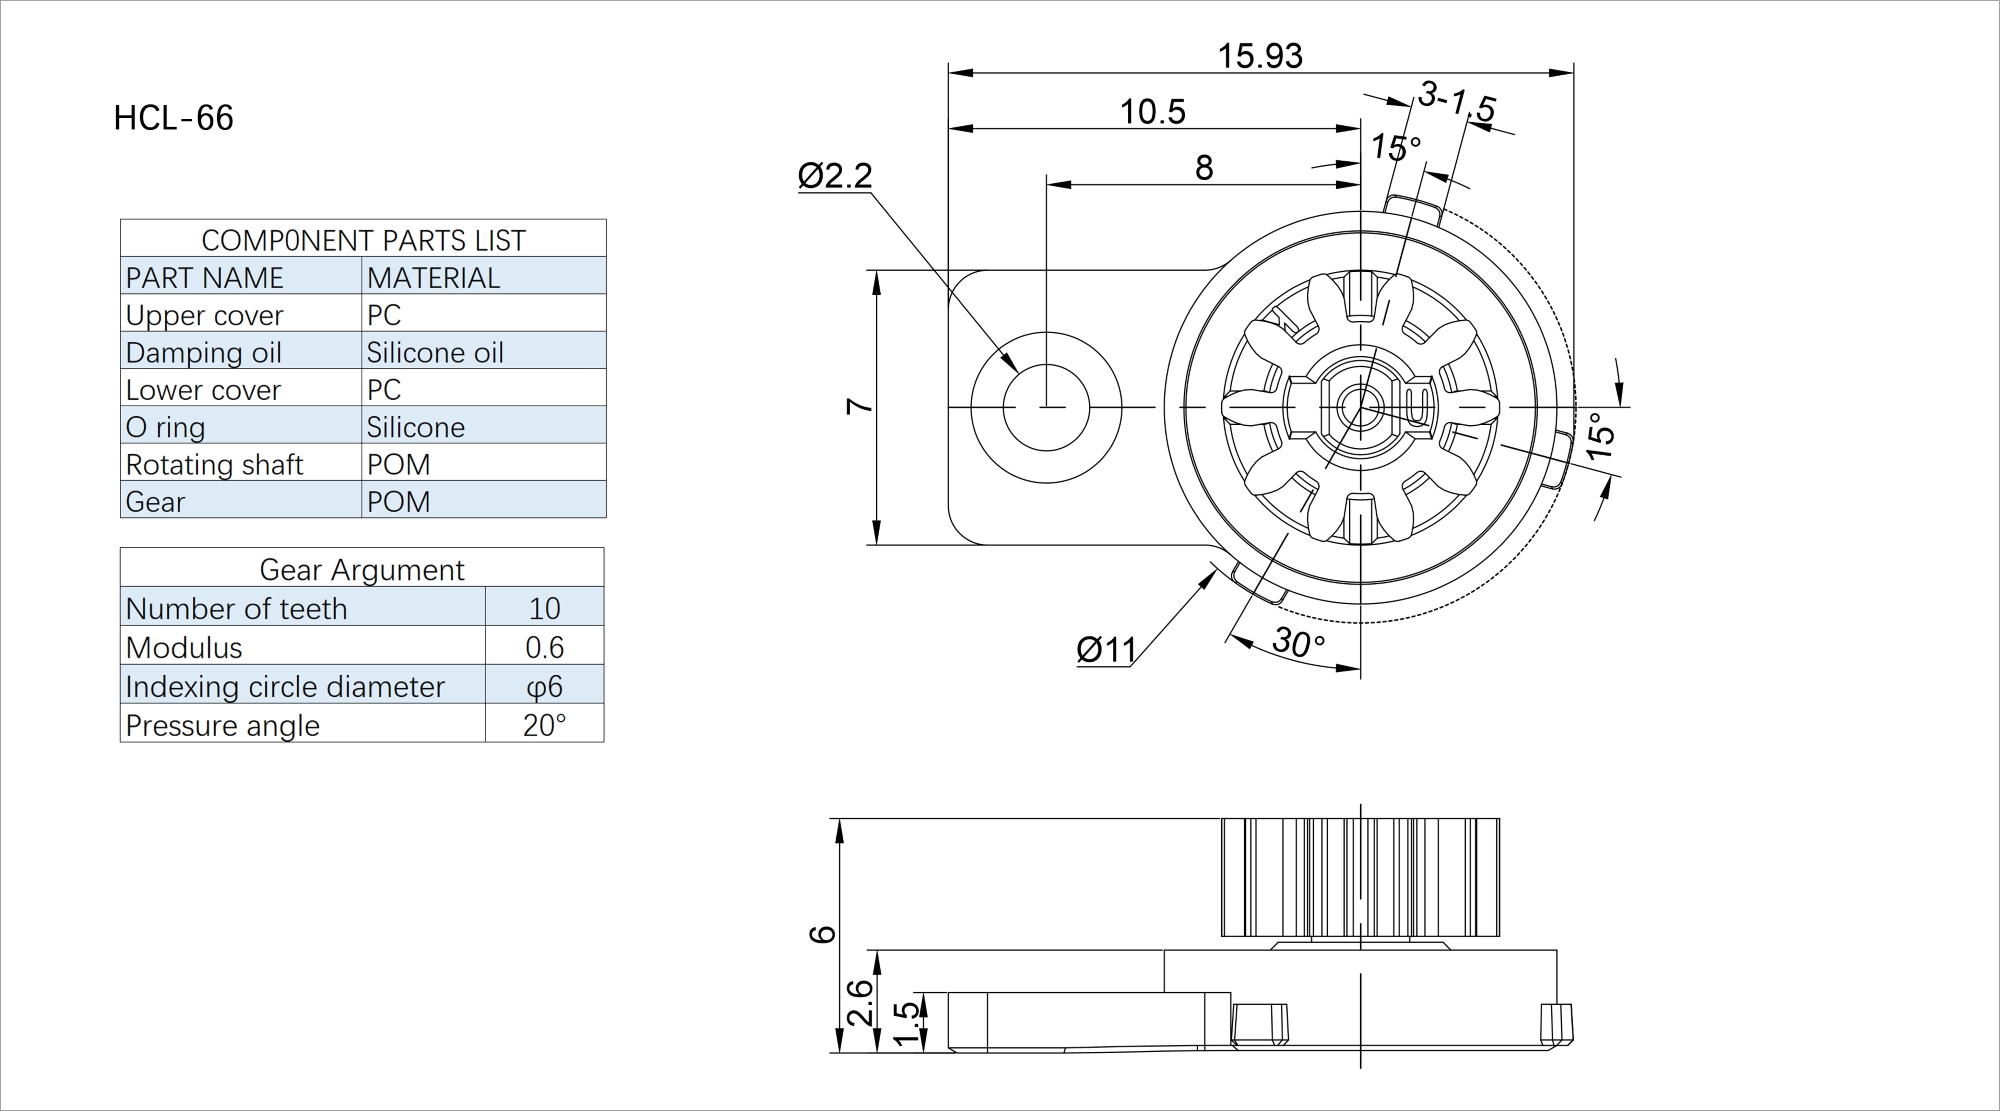 HCL-66
COMP0NENT PARTS LIST
PART NAME MATERIAL
Upper cover PC
Damping oil Silicone oil
Lower cover PC
O ring Silicone
Rotating shaft POM
Gear POM
Gear Argument
Number of teeth 10
Modulus 0.6
Indexing circle diameter φ6
Pressure angle 20°
15.93
10.5
3-1.5
15°
8
Ø2.2
7
15°
Ø11
30°
6
2.6
1.5